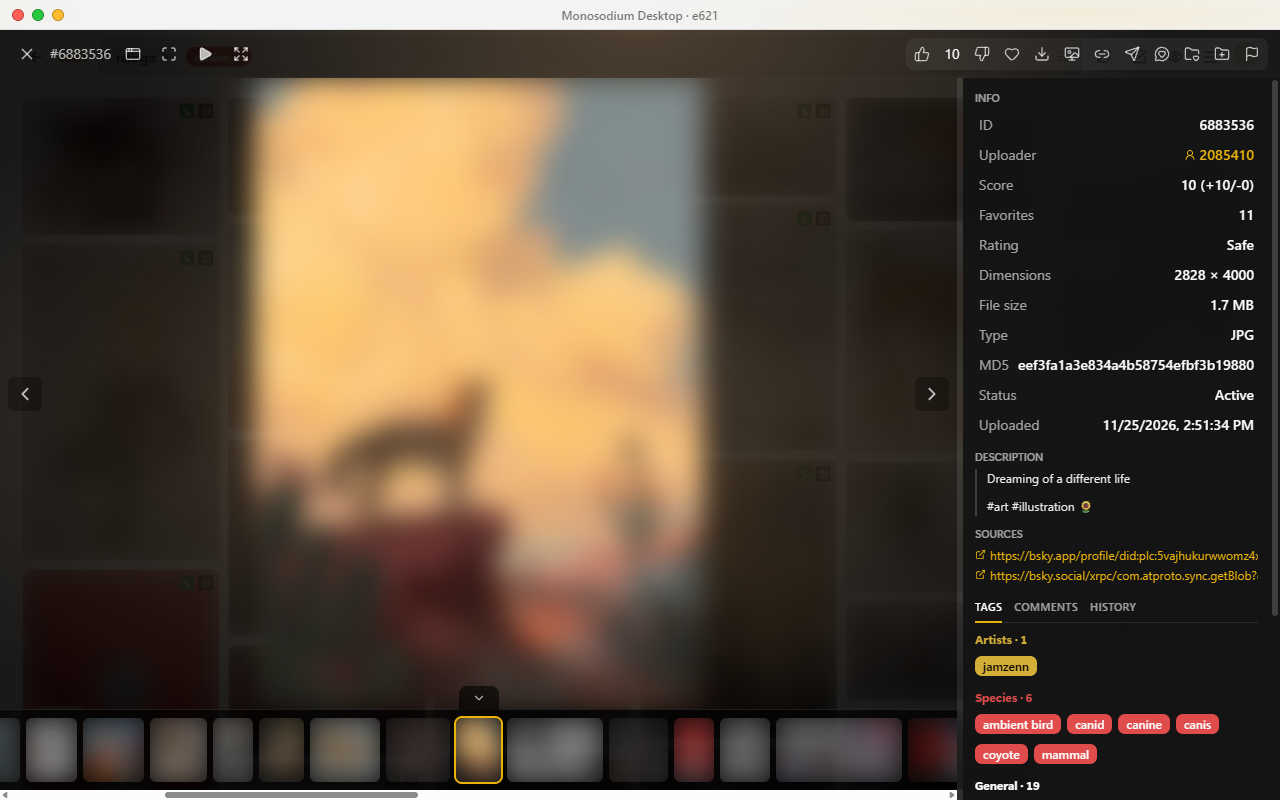 Monosodium Desktop · e621
#6883536
10
INFO
ID 6883536
Uploader 2085410
Score 10 (+10/-0)
Favorites 11
Rating Safe
Dimensions 2828 × 4000
File size 1.7 MB
Type JPG
MD5 eef3fa1a3e834a4b58754efbf3b19880
Status Active
Uploaded 11/25/2026, 2:51:34 PM
DESCRIPTION
Dreaming of a different life
#art #illustration 🌻
SOURCES
https://bsky.app/profile/did:plc:5vajhukurwwomz4
https://bsky.social/xrpc/com.atproto.sync.getBlob?
TAGS COMMENTS HISTORY
Artists · 1
jamzenn
Species · 6
ambient bird canid canine canis
coyote mammal
General · 19